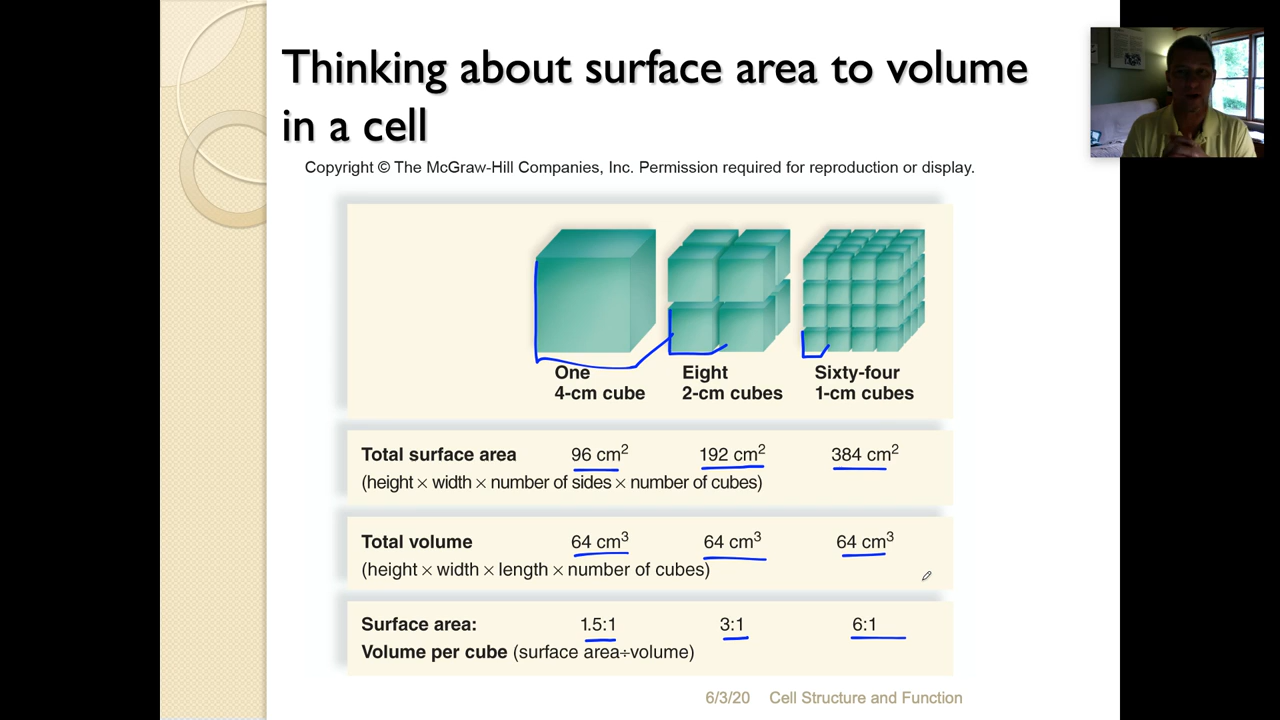 Thinking about surface area to volume
in a cell
Copyright © The McGraw-Hill Companies, Inc. Permission required for reproduction or display.
One
4-cm cube
Eight
2-cm cubes
Sixty-four
1-cm cubes
Total surface area 96 cm² 192 cm² 384 cm²
(height × width × number of sides × number of cubes)
Total volume 64 cm³ 64 cm³ 64 cm³
(height × width × length × number of cubes)
Surface area: 1.5:1 3:1 6:1
Volume per cube (surface area÷volume)
6/3/20 Cell Structure and Function